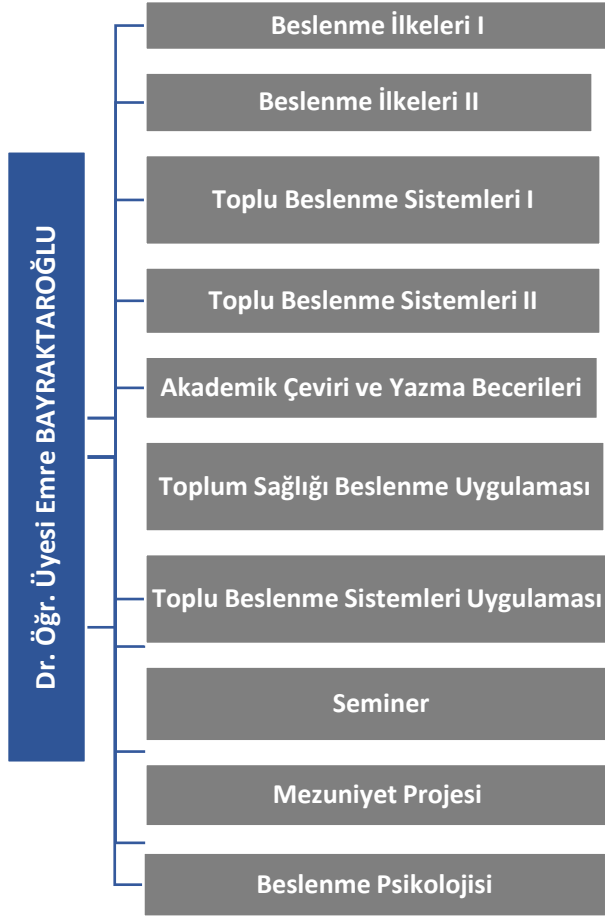 Dr. Öğr. Üyesi Emre BAYRAKTAROĞLU
Beslenme İlkeleri I
Beslenme İlkeleri II
Toplu Beslenme Sistemleri I
Toplu Beslenme Sistemleri II
Akademik Çeviri ve Yazma Becerileri
Toplum Sağlığı Beslenme Uygulaması
Toplu Beslenme Sistemleri Uygulaması
Seminer
Mezuniyet Projesi
Beslenme Psikolojisi